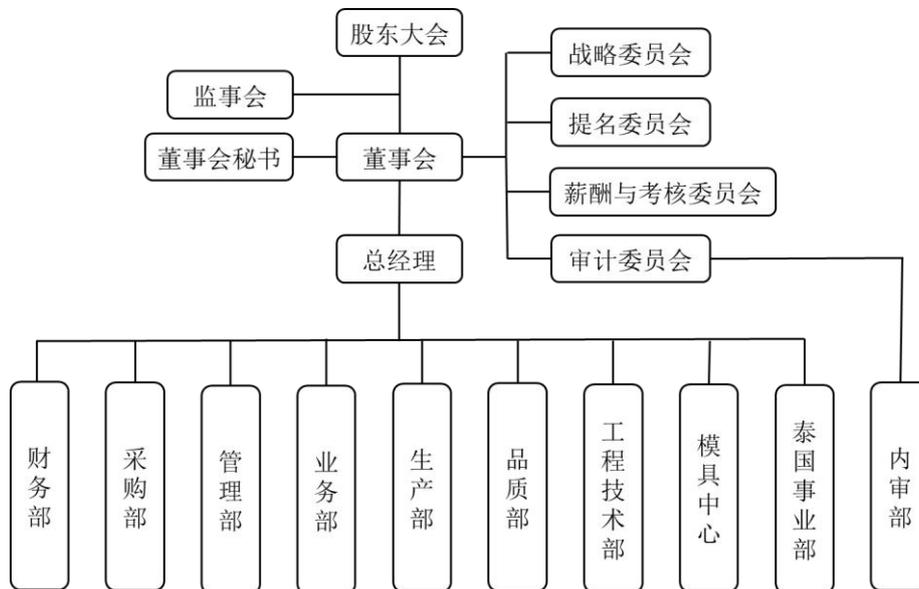 股东大会
战略委员会
监事会
提名委员会
董事会秘书
董事会
薪酬与考核委员会
总经理
审计委员会
财务部
采购部
管理部
业务部
生产部
品质部
工程技术部
模具中心
泰国事业部
内审部